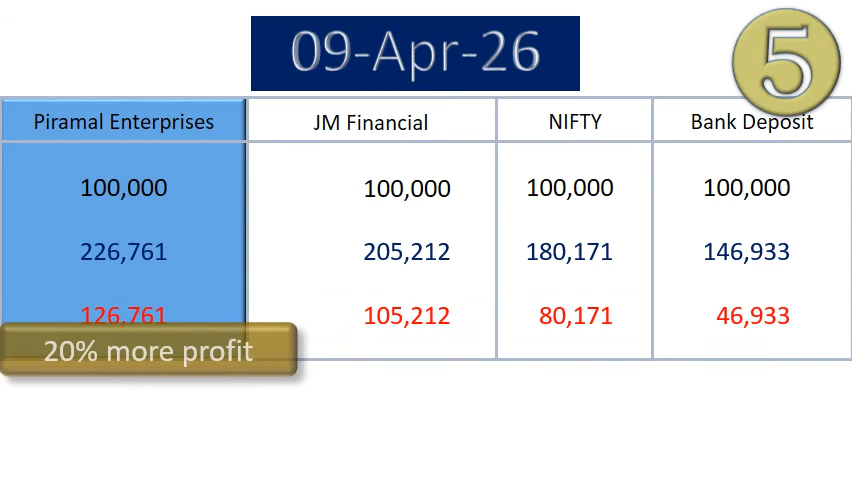 09-Apr-26
5
Piramal Enterprises JM Financial NIFTY Bank Deposit
100,000 100,000 100,000 100,000
226,761 205,212 180,171 146,933
126,761 105,212 80,171 46,933
20% more profit